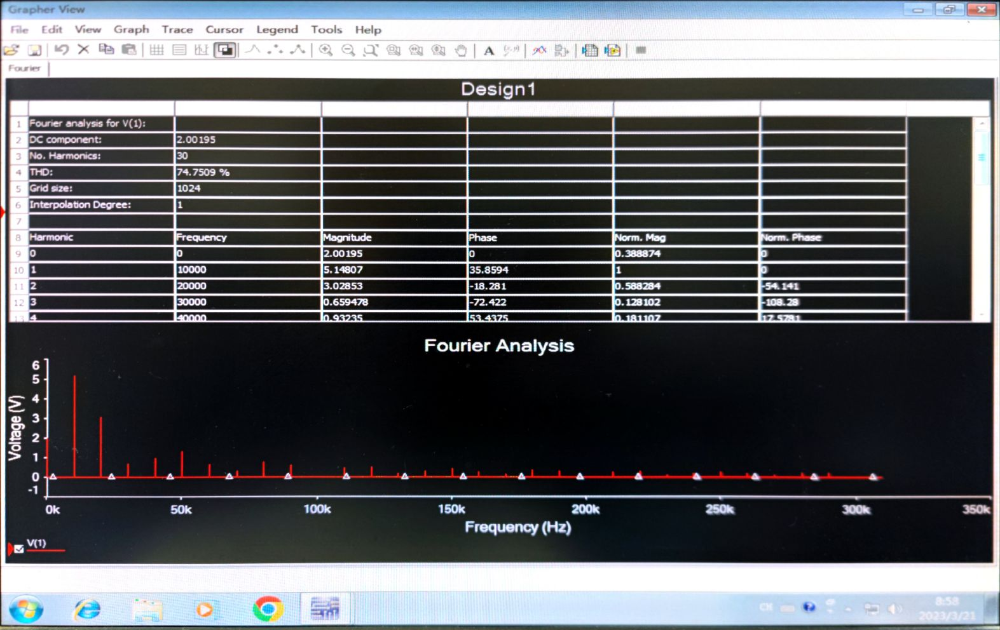 Grapher View
File Edit View Graph Trace Cursor Legend Tools Help
Fourier
Design1
1 Fourier analysis for V(1):
2 DC component: 2.00195
3 No. Harmonics: 30
4 THD: 74.7509 %
5 Grid size: 1024
6 Interpolation Degree: 1
7
8 Harmonic Frequency Magnitude Phase Norm. Mag Norm. Phase
9 0 0 2.00195 0 0.388874 0
10 1 10000 5.14807 35.8594 1 0
11 2 20000 3.02853 -18.281 0.588284 -54.141
12 3 30000 0.659478 -72.422 0.128102 -108.28
13 4 40000 0.93235 53.4375 0.181107 17.5781
Fourier Analysis
6
5
4
3
2
1
0
-1
Voltage (V)
0k 50k 100k 150k 200k 250k 300k 350k
Frequency (Hz)
V(1)
CH
8:58
2023/3/21